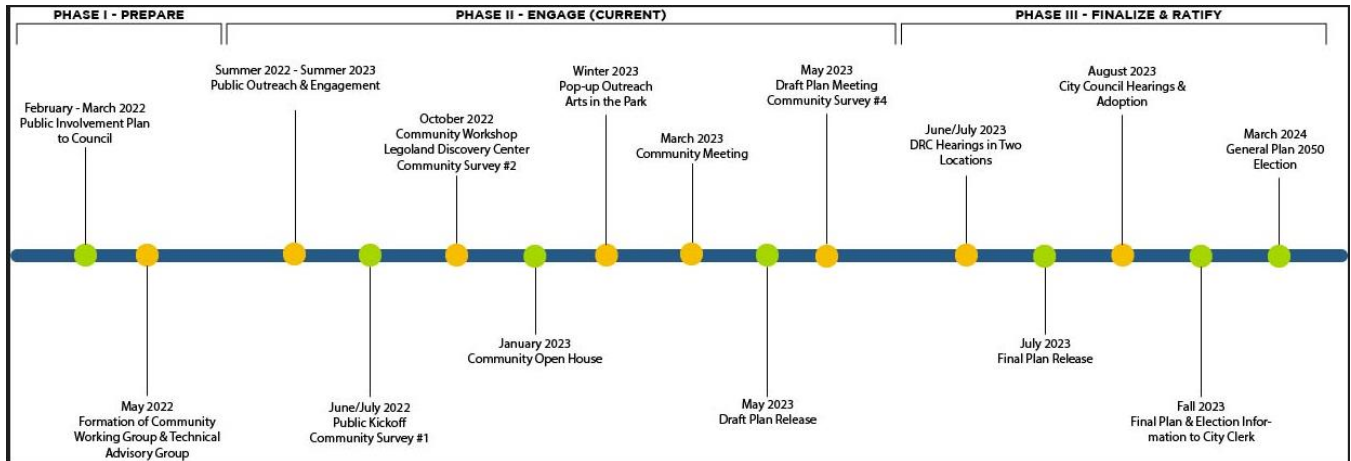 PHASE I - PREPARE
PHASE II - ENGAGE (CURRENT)
PHASE III - FINALIZE & RATIFY
February - March 2022
Public Involvement Plan
to Council
May 2022
Formation of Community
Working Group & Technical
Advisory Group
Summer 2022 - Summer 2023
Public Outreach & Engagement
June/July 2022
Public Kickoff
Community Survey #1
October 2022
Community Workshop
Legoland Discovery Center
Community Survey #2
January 2023
Community Open House
Winter 2023
Pop-up Outreach
Arts in the Park
March 2023
Community Meeting
May 2023
Draft Plan Release
May 2023
Draft Plan Meeting
Community Survey #4
June/July 2023
DRC Hearings in Two
Locations
July 2023
Final Plan Release
August 2023
City Council Hearings &
Adoption
Fall 2023
Final Plan & Election Infor-
mation to City Clerk
March 2024
General Plan 2050
Election